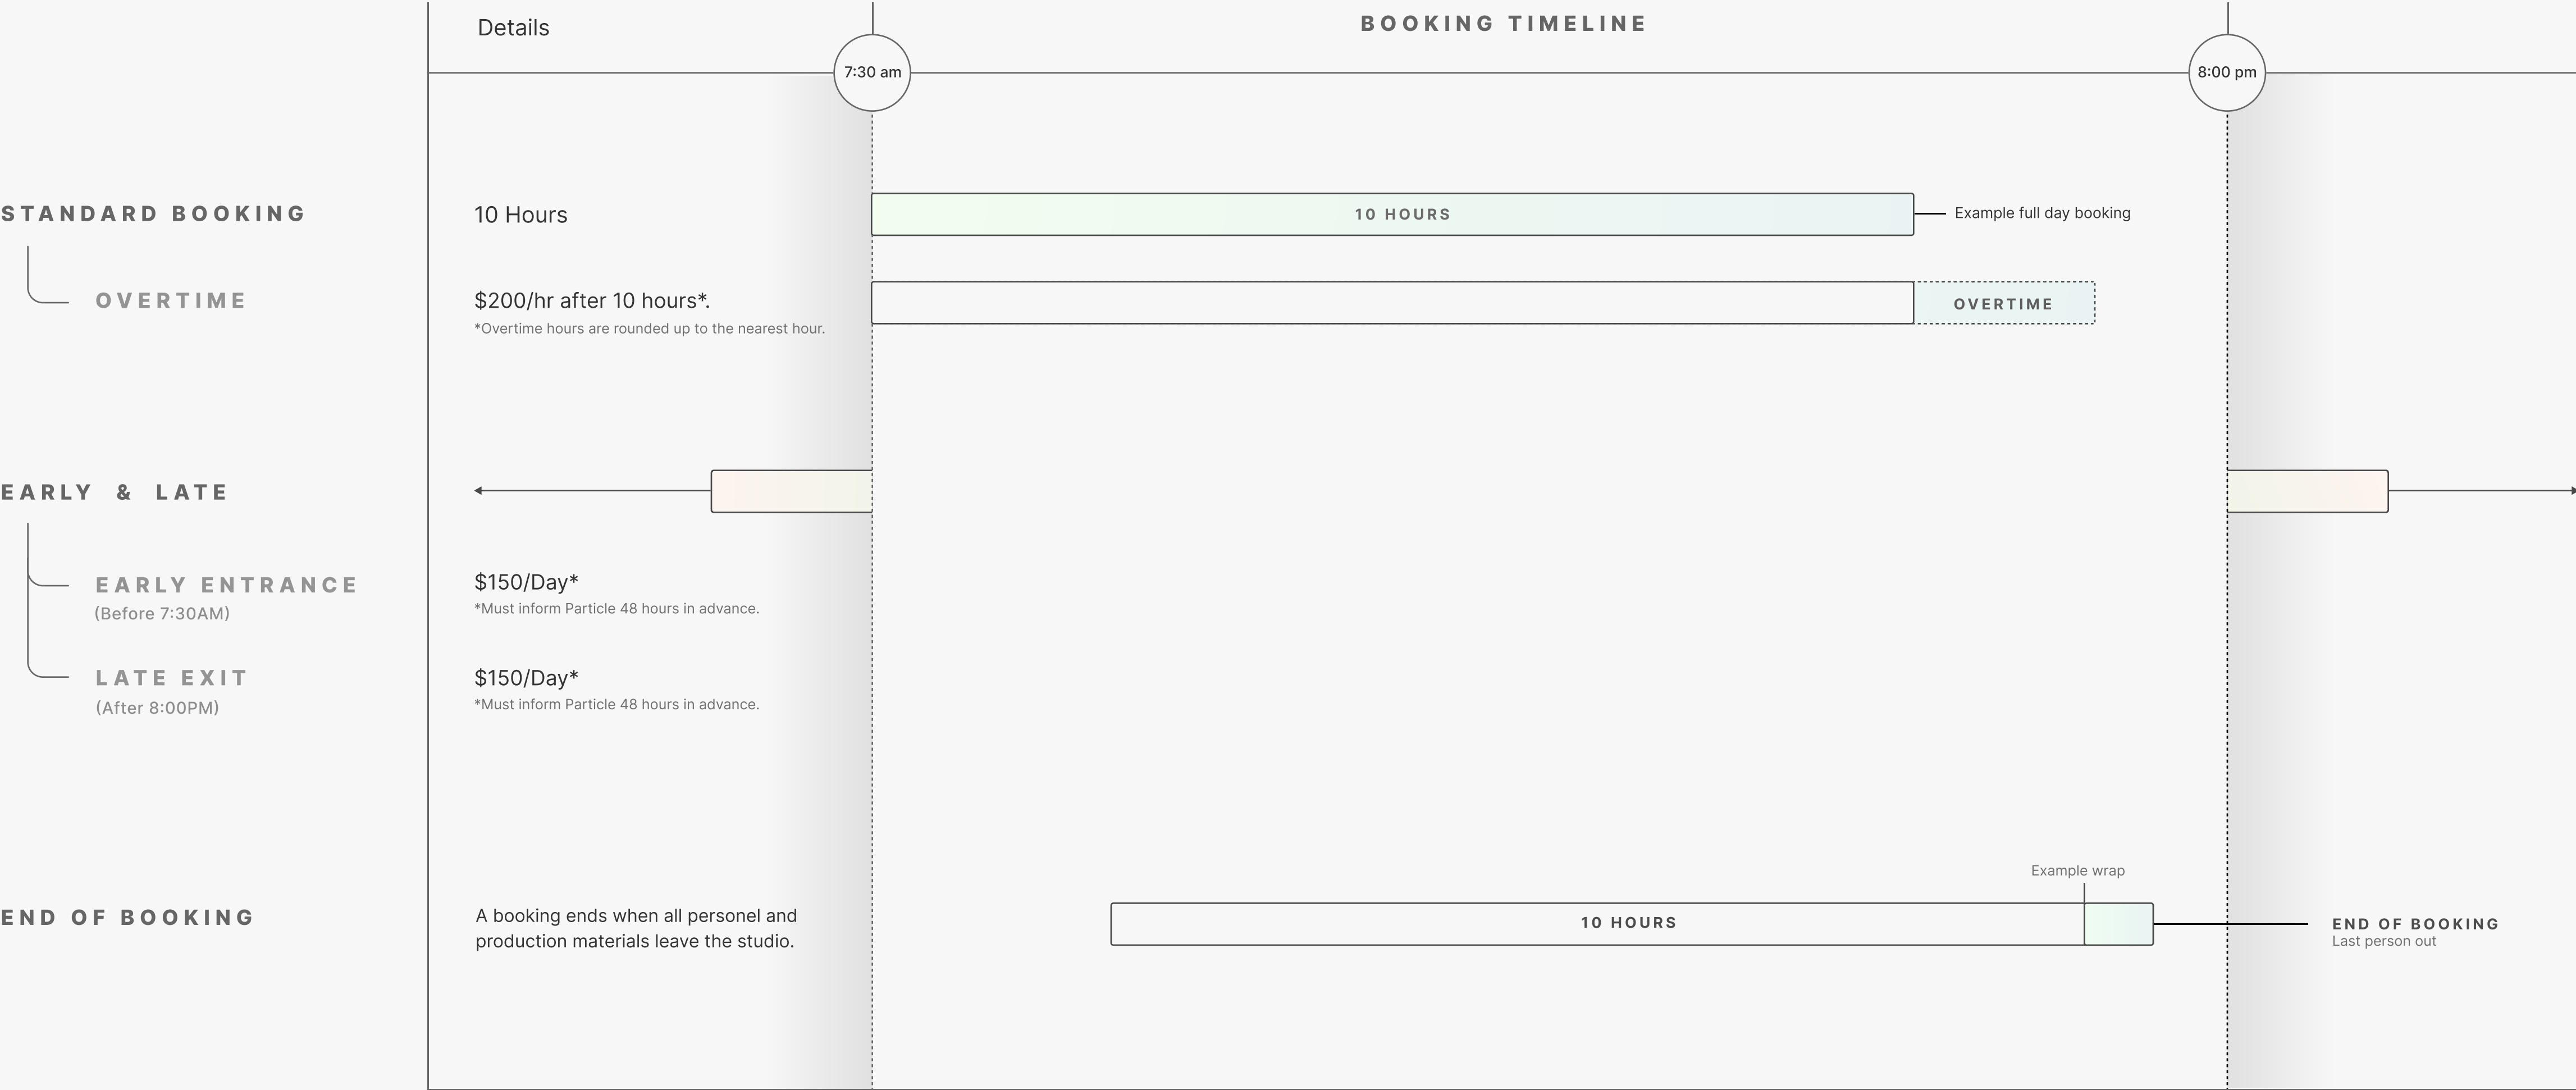 Details
BOOKING TIMELINE
7:30 am
8:00 pm
STANDARD BOOKING
10 Hours
10 HOURS
Example full day booking
OVERTIME
$200/hr after 10 hours*.
OVERTIME
*Overtime hours are rounded up to the nearest hour.
EARLY & LATE
EARLY ENTRANCE
(Before 7:30AM)
$150/Day*
*Must inform Particle 48 hours in advance.
LATE EXIT
(After 8:00PM)
$150/Day*
*Must inform Particle 48 hours in advance.
Example wrap
END OF BOOKING
A booking ends when all personel and
production materials leave the studio.
10 HOURS
END OF BOOKING
Last person out